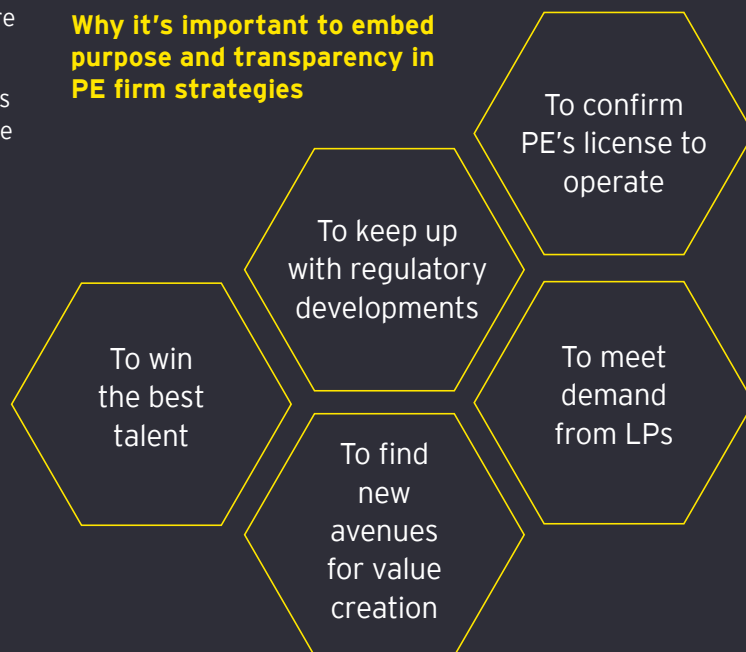 re
s
e
Why it's important to embed
purpose and transparency in
PE firm strategies
To confirm
PE's license to
operate
To keep up
with regulatory
developments
To win
the best
talent
To meet
demand
from LPs
To find
new
avenues
for value
creation